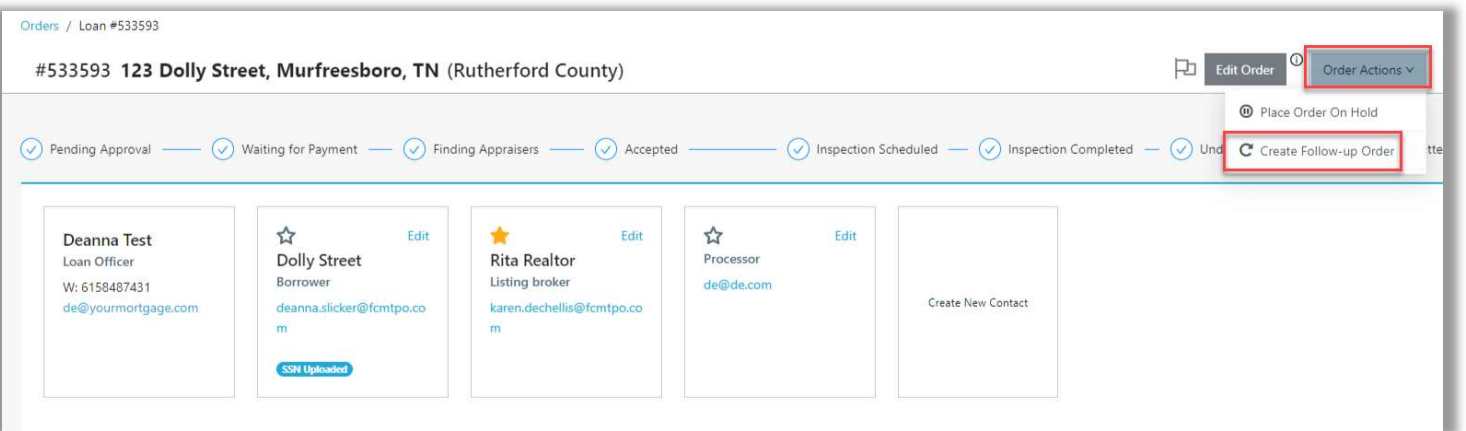 Orders / Loan #533593
#533593 123 Dolly Street, Murfreesboro, TN (Rutherford County)
Edit Order
Order Actions
Place Order On Hold
Create Follow-up Order
Pending Approval
Waiting for Payment
Finding Appraisers
Accepted
Inspection Scheduled
Inspection Completed
Deanna Test
Loan Officer
W: 6158487431
de@yourmortgage.com
Edit
Dolly Street
Borrower
deanna.slicker@fcmtpo.co
m
SSN Uploaded
Edit
Rita Realtor
Listing broker
karen.dechellis@fcmtpo.co
m
Edit
Processor
de@de.com
Create New Contact